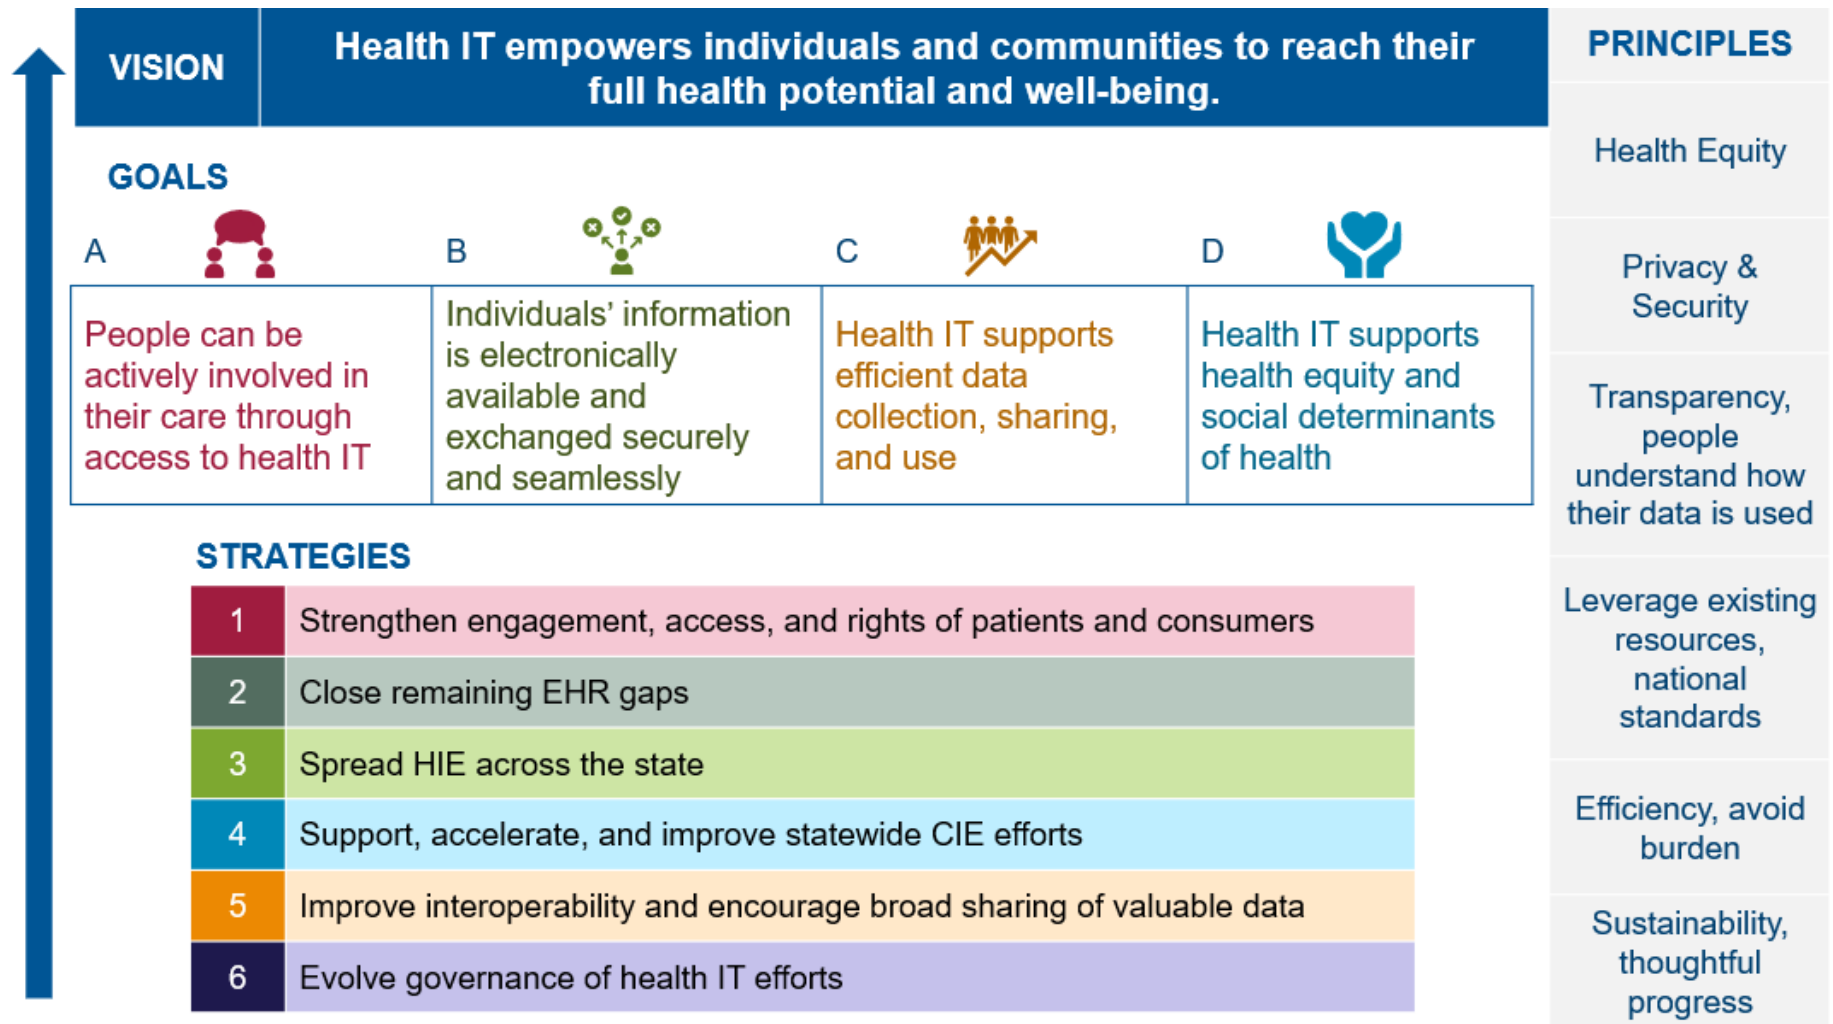 VISION
Health IT empowers individuals and communities to reach their
full health potential and well-being.
GOALS
A
People can be
actively involved in
their care through
access to health IT
B
Individuals’ information
is electronically
available and
exchanged securely
and seamlessly
C
Health IT supports
efficient data
collection, sharing,
and use
D
Health IT supports
health equity and
social determinants
of health
STRATEGIES
1 Strengthen engagement, access, and rights of patients and consumers
2 Close remaining EHR gaps
3 Spread HIE across the state
4 Support, accelerate, and improve statewide CIE efforts
5 Improve interoperability and encourage broad sharing of valuable data
6 Evolve governance of health IT efforts
PRINCIPLES
Health Equity
Privacy &
Security
Transparency,
people
understand how
their data is used
Leverage existing
resources,
national
standards
Efficiency, avoid
burden
Sustainability,
thoughtful
progress